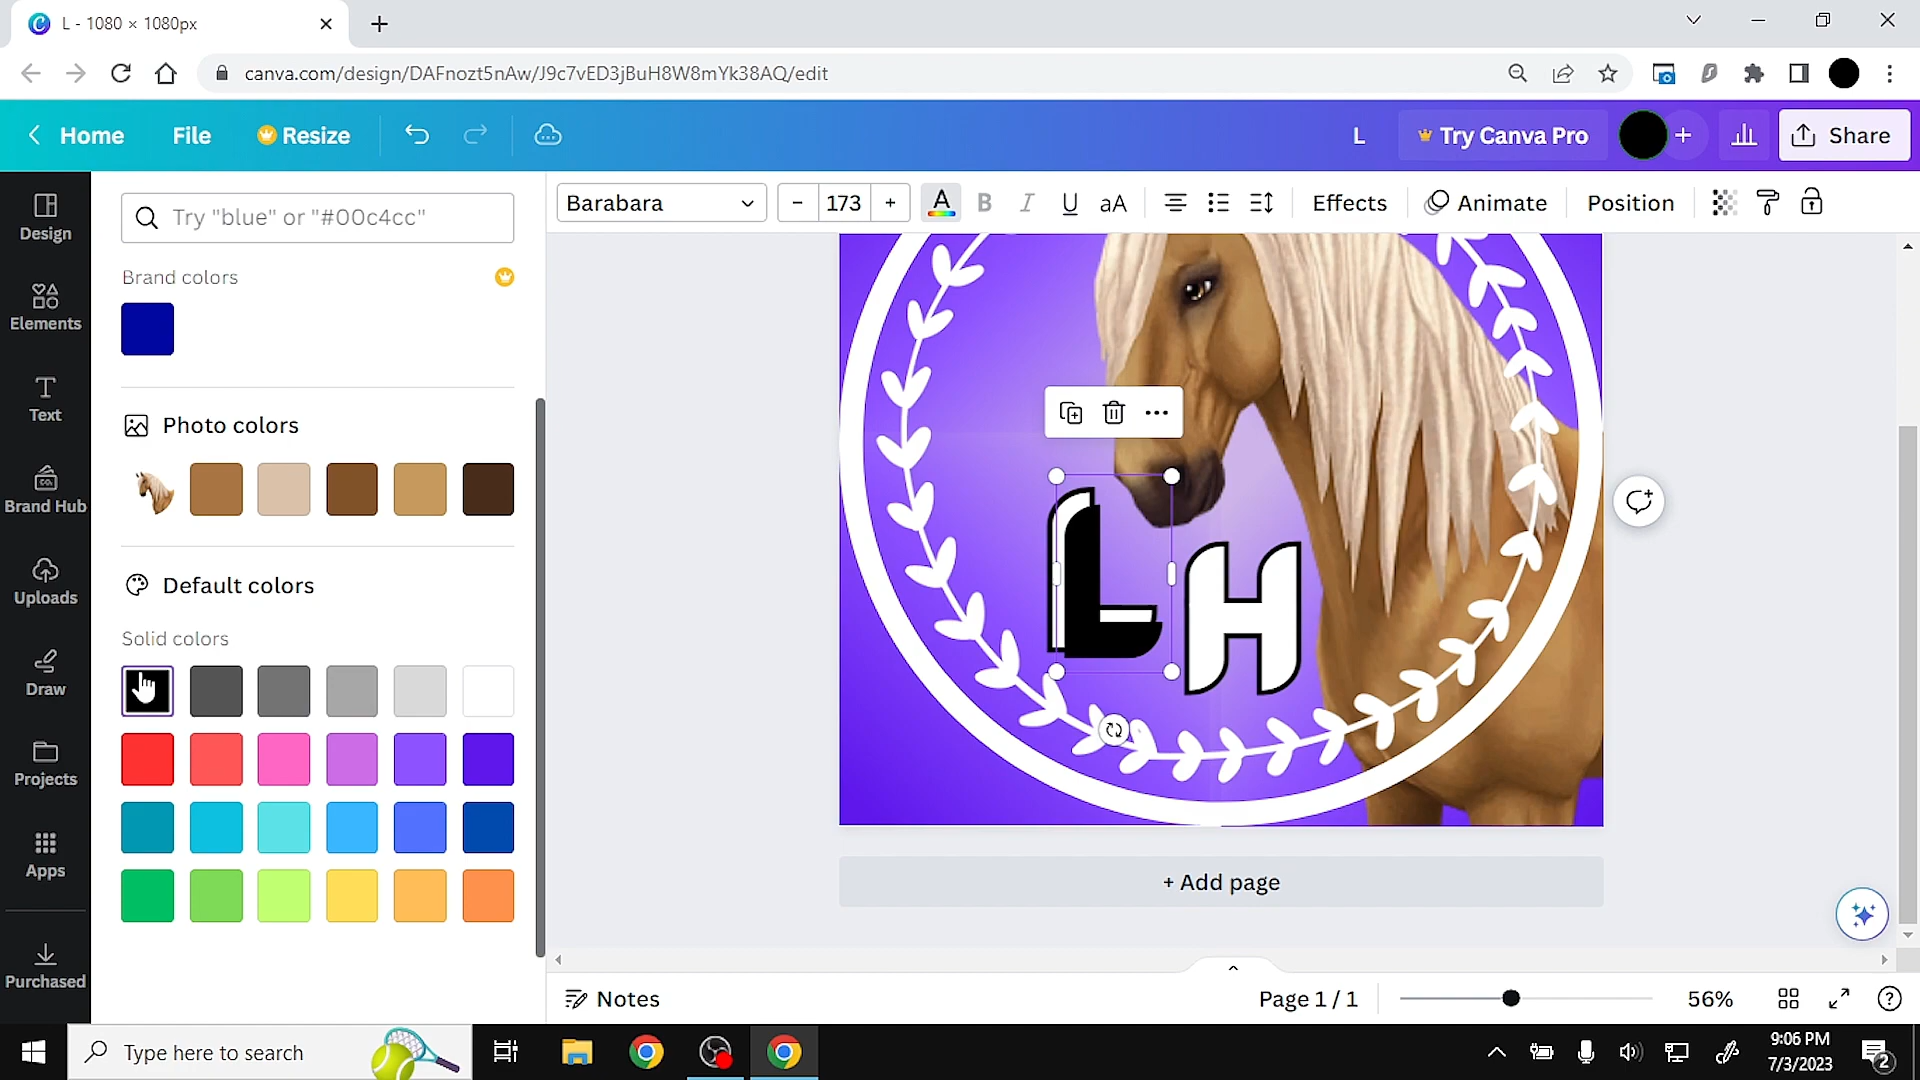 L - 1080 × 1080px
canva.com/design/DAFnozt5nAw/J9c7vED3jBuH8W8mYk38AQ/edit
Home
File
Resize
L
Try Canva Pro
Share
Design
Elements
Text
Brand Hub
Uploads
Draw
Projects
Apps
Purchased
Try "blue" or "#00c4cc"
Brand colors
Photo colors
Default colors
Solid colors
Barabara
- 173 +
A B I U aA
Effects
Animate
Position
L H
+ Add page
Notes
Page 1 / 1
56%
Type here to search
9:06 PM
7/3/2023
2